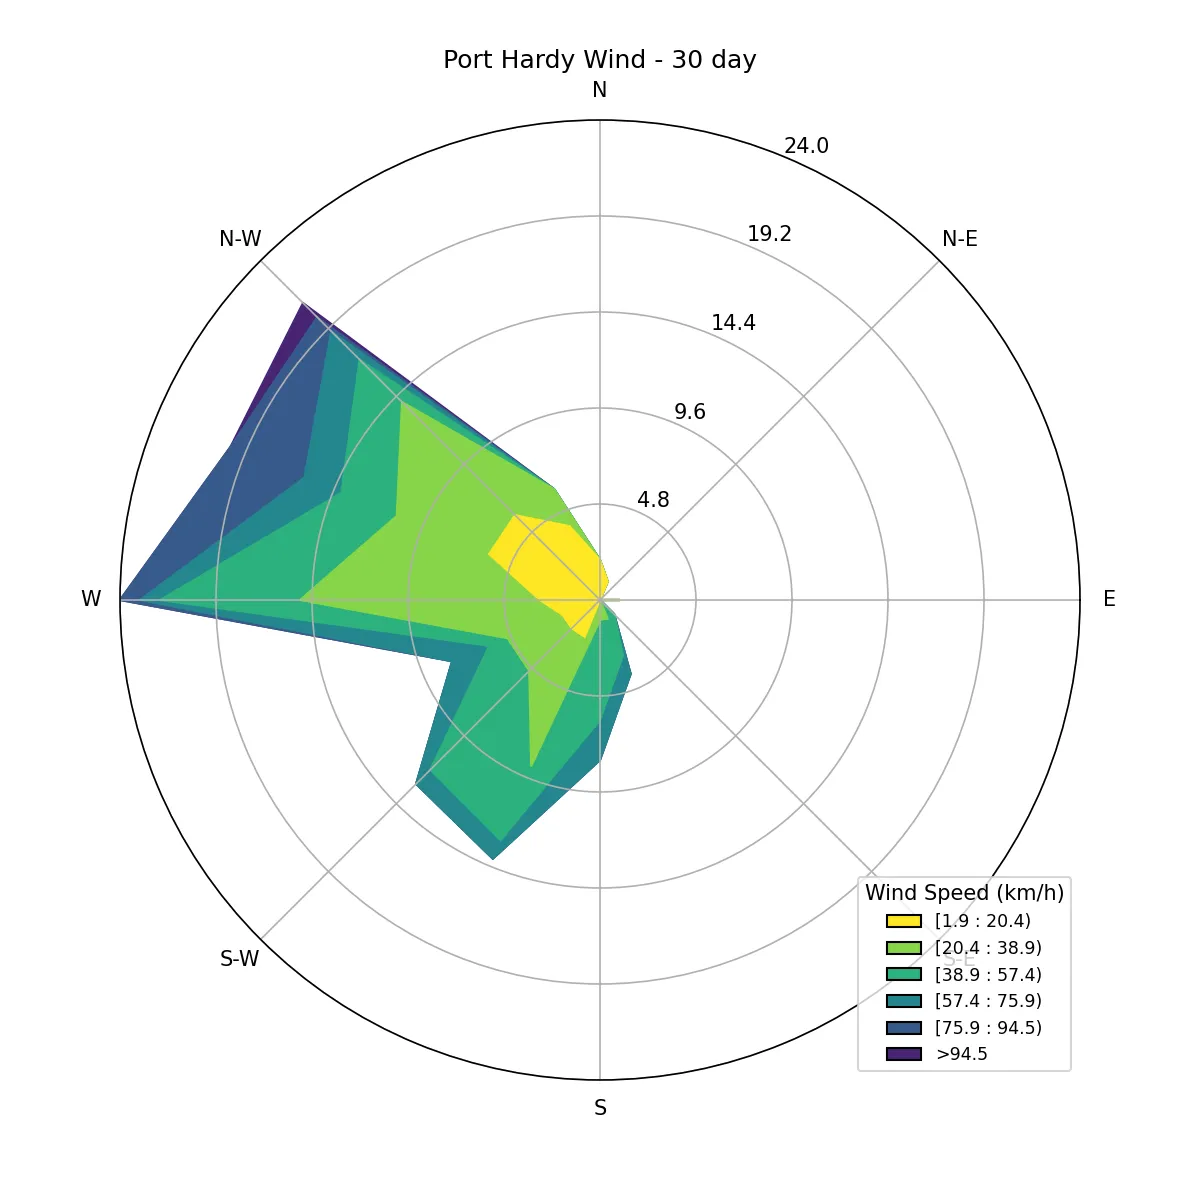 Port Hardy Wind - 30 day
N
24.0
19.2
N-W
N-E
14.4
9.6
4.8
W
E
Wind Speed (km/h)
[1.9 : 20.4)
[20.4 : 38.9)
S-W
S-E
[38.9 : 57.4)
[57.4 : 75.9)
[75.9 : 94.5)
>94.5
S